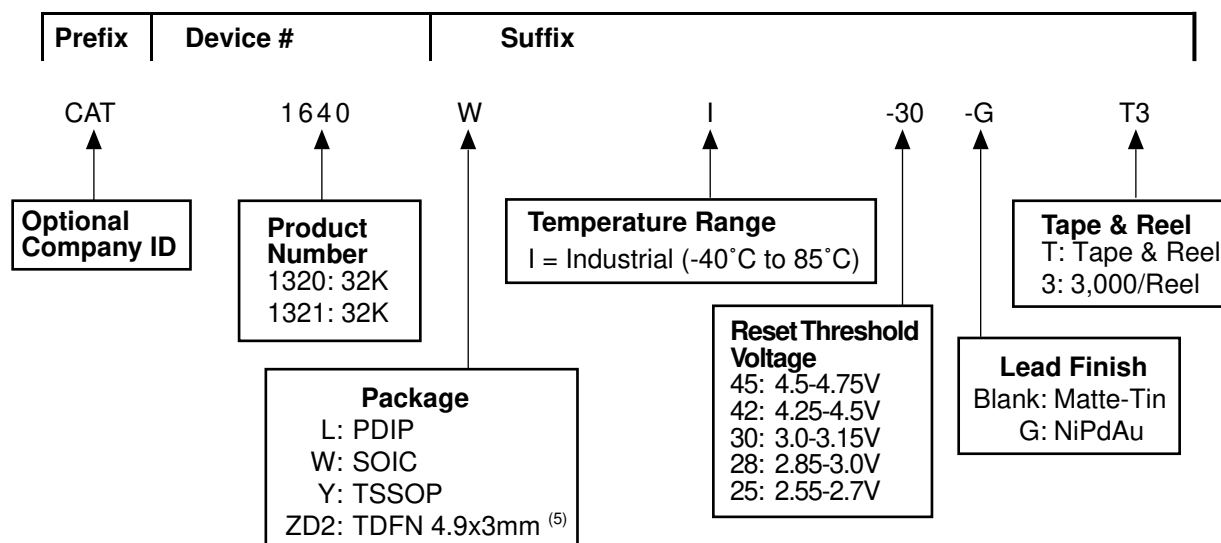 Prefix Device # Suffix
CAT 1640 W I -30 -G T3
Optional
Company ID
Product
Number
1320: 32K
1321: 32K
Temperature Range
I = Industrial (-40˚C to 85˚C)
Tape & Reel
T: Tape & Reel
3: 3,000/Reel
Package
L: PDIP
W: SOIC
Y: TSSOP
ZD2: TDFN 4.9x3mm (5)
Reset Threshold
Voltage
45: 4.5-4.75V
42: 4.25-4.5V
30: 3.0-3.15V
28: 2.85-3.0V
25: 2.55-2.7V
Lead Finish
Blank: Matte-Tin
G: NiPdAu